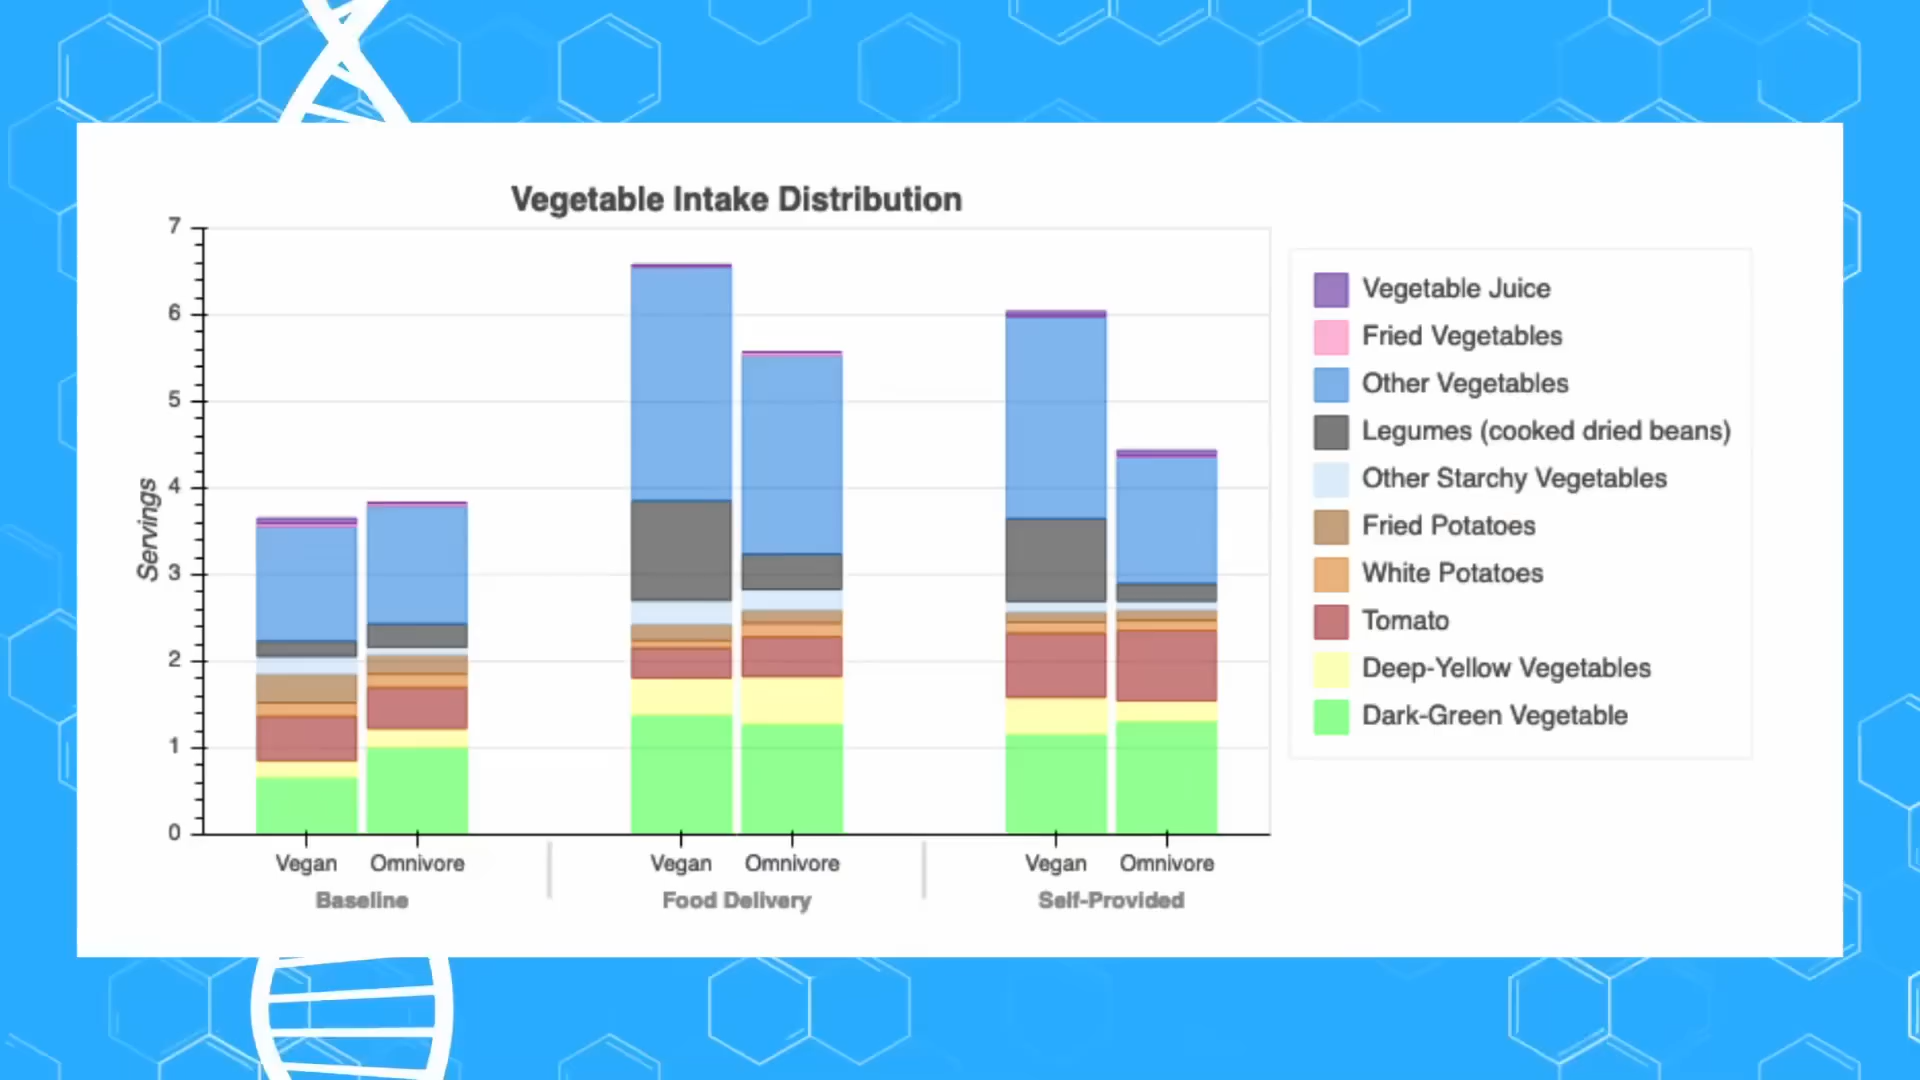 Vegetable Intake Distribution
7
6
5
4
3
2
1
0
Servings
Vegan Omnivore
Baseline
Vegan Omnivore
Food Delivery
Vegan Omnivore
Self-Provided
Vegetable Juice
Fried Vegetables
Other Vegetables
Legumes (cooked dried beans)
Other Starchy Vegetables
Fried Potatoes
White Potatoes
Tomato
Deep-Yellow Vegetables
Dark-Green Vegetable